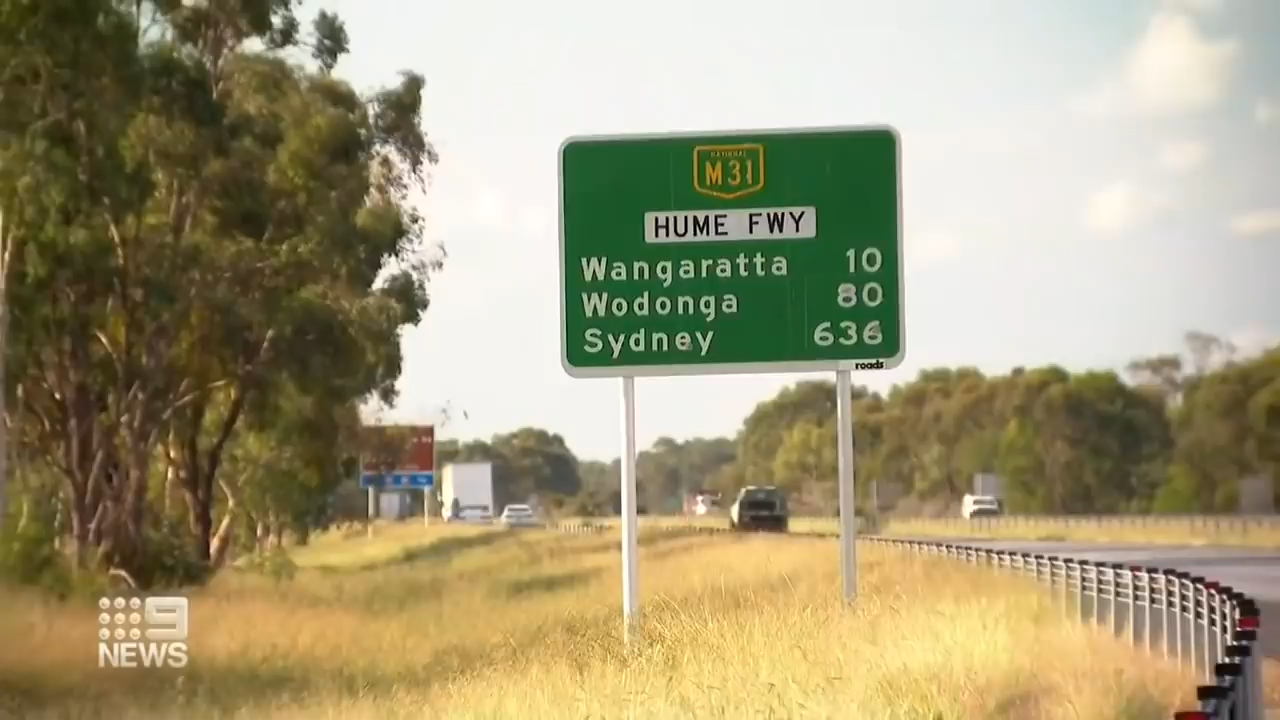 NATIONAL
M31
HUME FWY
Wangaratta 10
Wodonga 80
Sydney 636
roads
9
NEWS